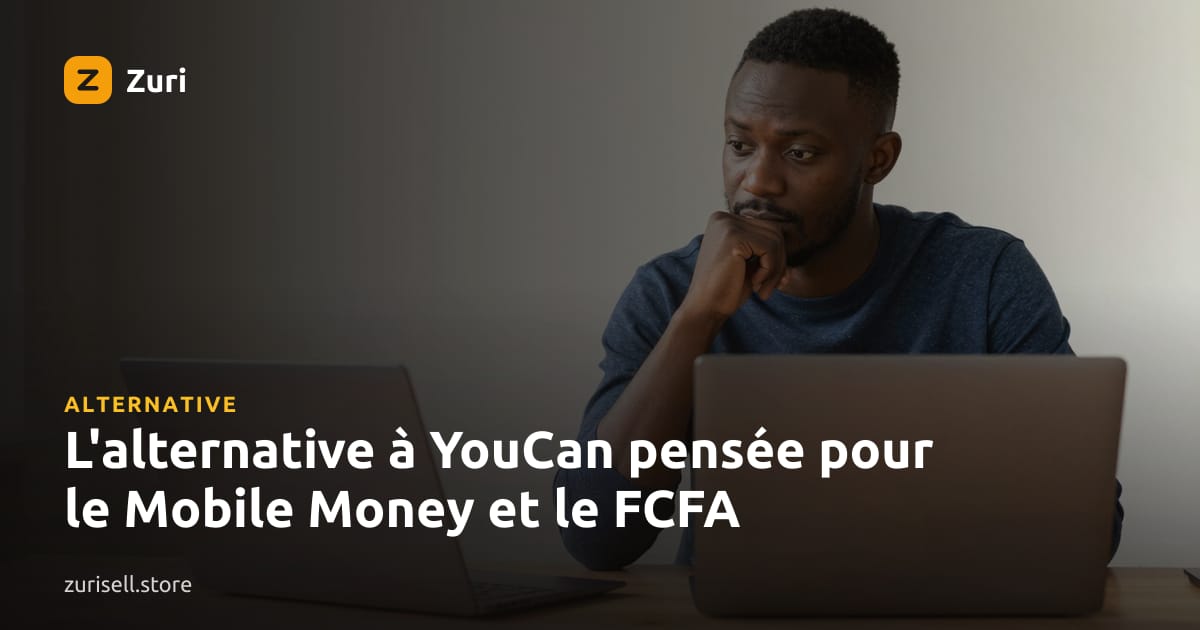 Zuri
ALTERNATIVE
L'alternative à YouCan pensée pour
le Mobile Money et le FCFA
zurisell.store